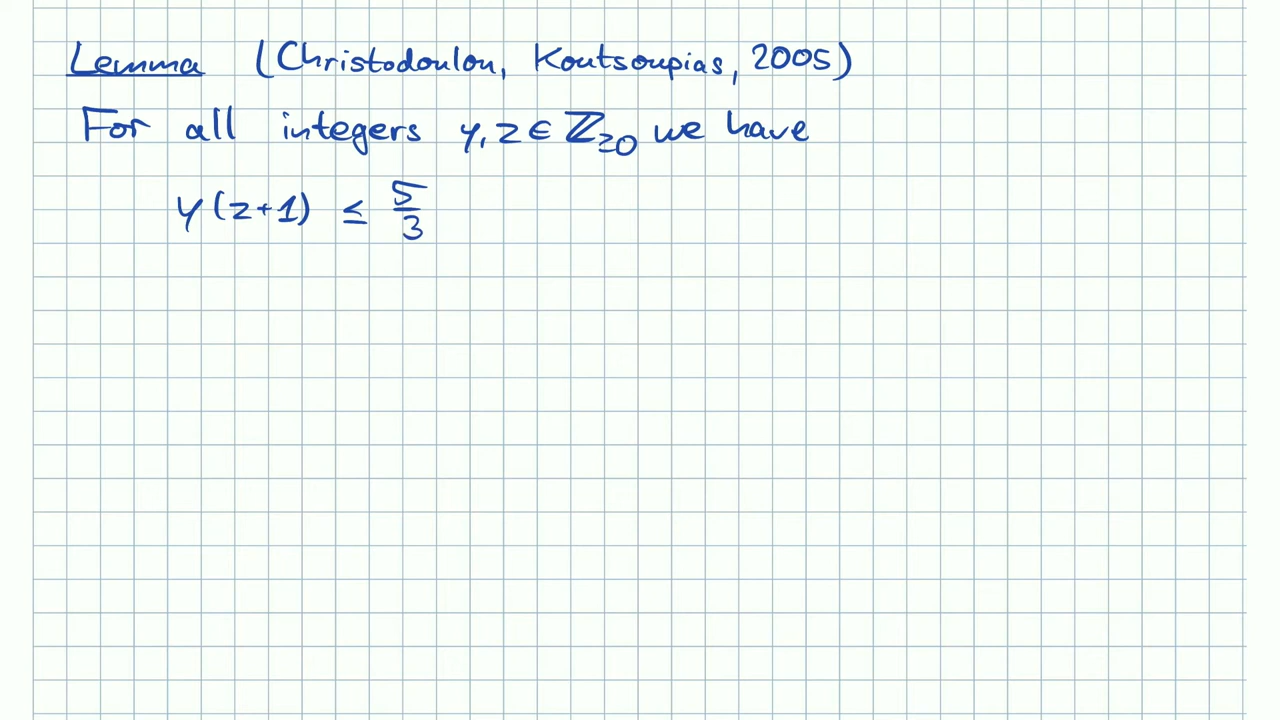 Lemma (Christodoulou, Koutsoupias, 2005)
For all integers y, z ∈ ℤ≥0 we have
y(z+1) ≤ 5/3